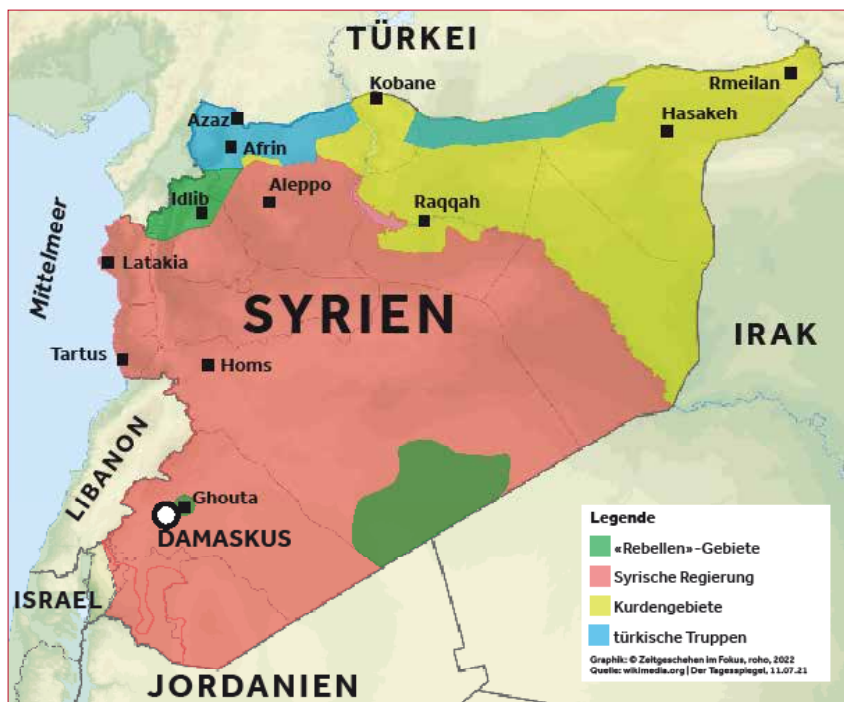 TÜRKEI
Kobane
Rmeilan
Azaz
Hasakeh
Afrin
Aleppo
Idlib
Raqqah
Mittelmeer
Latakia
SYRIEN
IRAK
Tartus
Homs
LIBANON
Ghouta
DAMASKUS
ISRAEL
JORDANIEN
Legende
«Rebellen»-Gebiete
Syrische Regierung
Kurdengebiete
türkische Truppen
Graphik: © Zeitgeschehen im Fokus, roho, 2022
Quelle: wikimedia.org | Der Tagesspiegel, 11.07.21